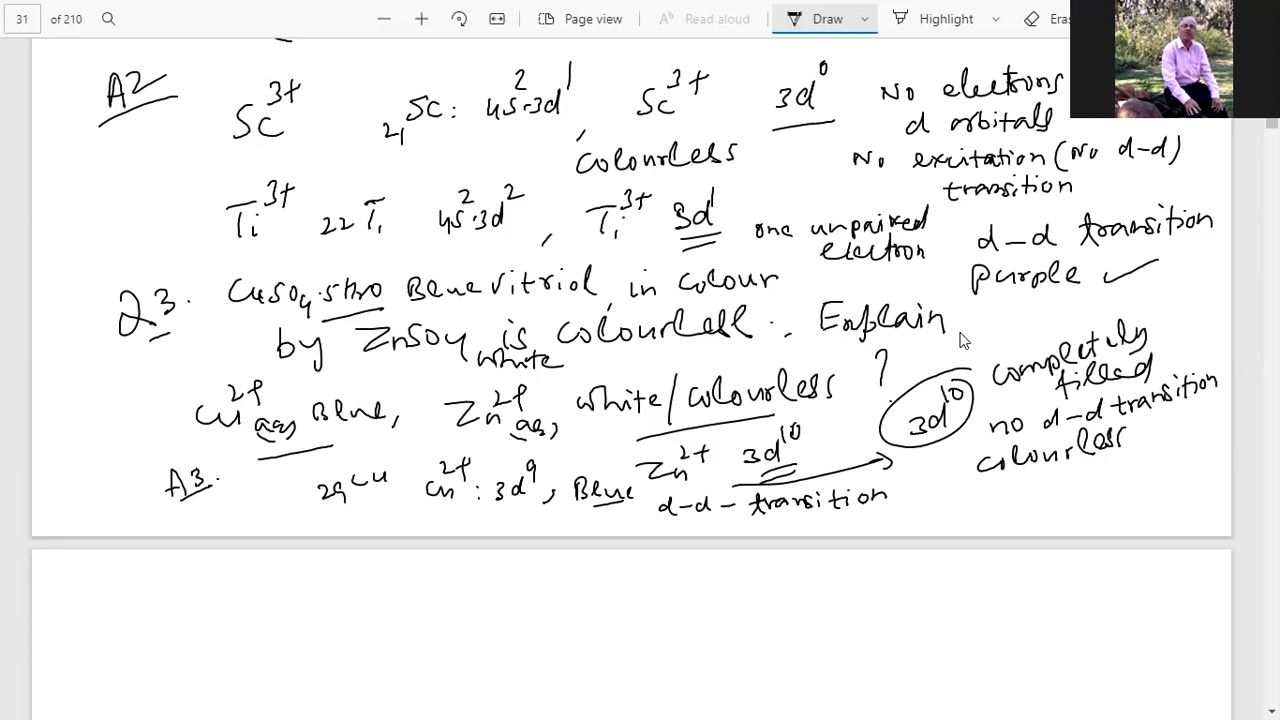 31 of 210 Page view Read aloud Draw Highlight Eras
A2 Sc3+ 21Sc: 4s2.3d1, Sc3+ 3d0 No electrons
d orbitals
colourless No excitation (No d-d)
transition
Ti3+ 22Ti 4s2.3d2, Ti3+ 3d1 one unpaired
electron
d-d transition
purple ✓
Q3. CuSO4.5H2O Blue Vitriol, in colour
by ZnSO4 is colourless. Explain
white ?
Cu2+(aq) Blue, Zn2+(aq), white/colourless
A3. 29Cu Cu2+: 3d9, Blue Zn2+ 3d10
d-d-transition
3d10 completely
filled
no d-d transition
colourless